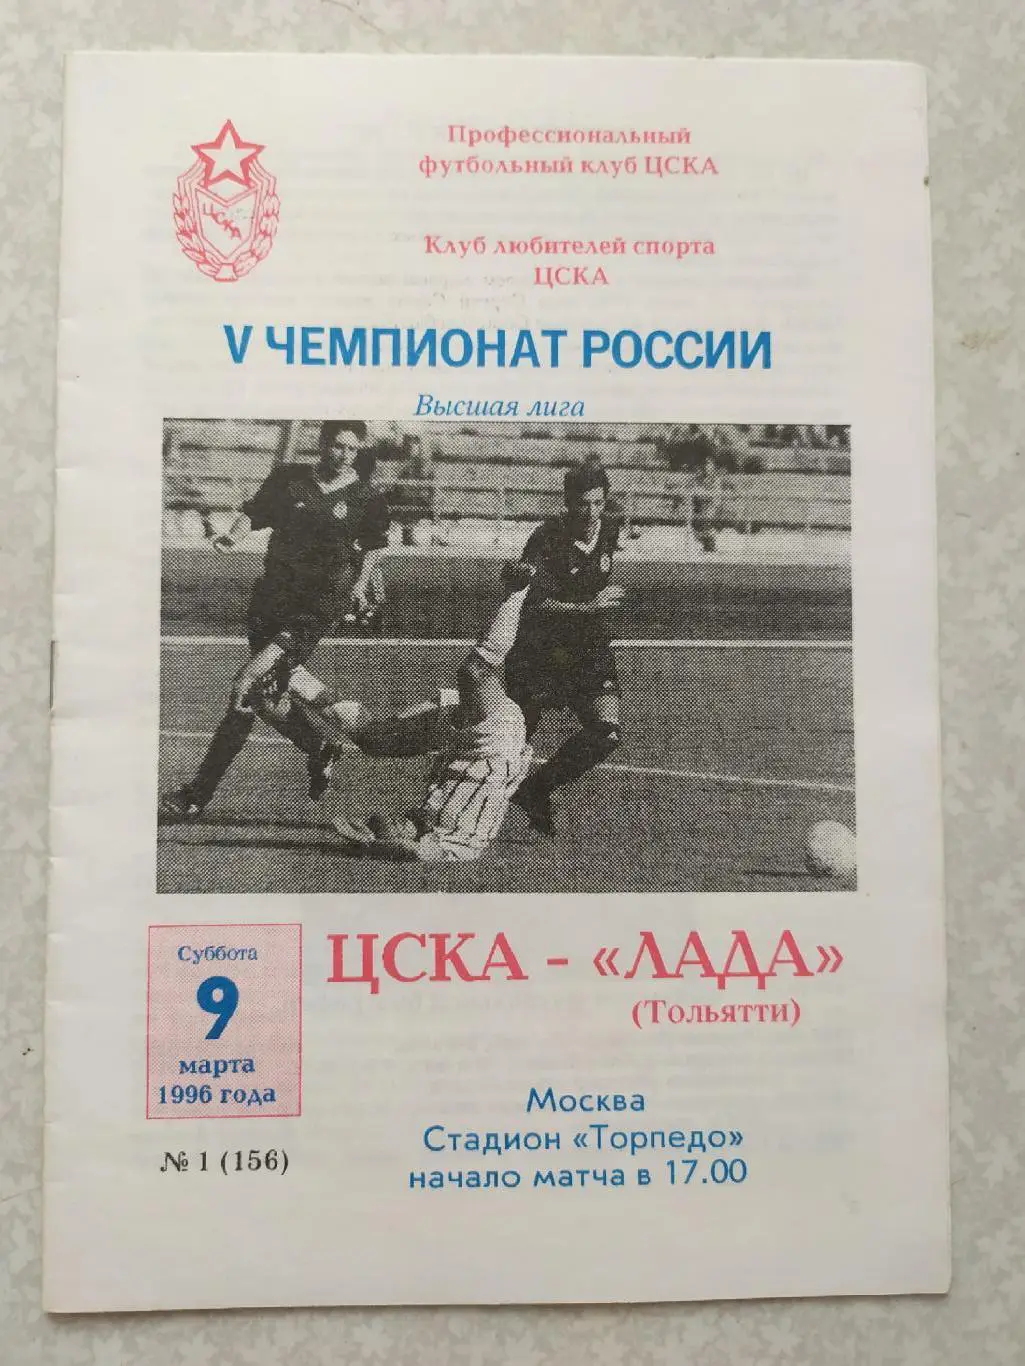 ЦСКА
Профессиональный
футбольный клуб ЦСКА
Клуб любителей спорта
ЦСКА
V ЧЕМПИОНАТ РОССИИ
Высшая лига
Суббота
9
марта
1996 года
ЦСКА - «ЛАДА»
(Тольятти)
Москва
Стадион «Торпедо»
начало матча в 17.00
№ 1 (156)